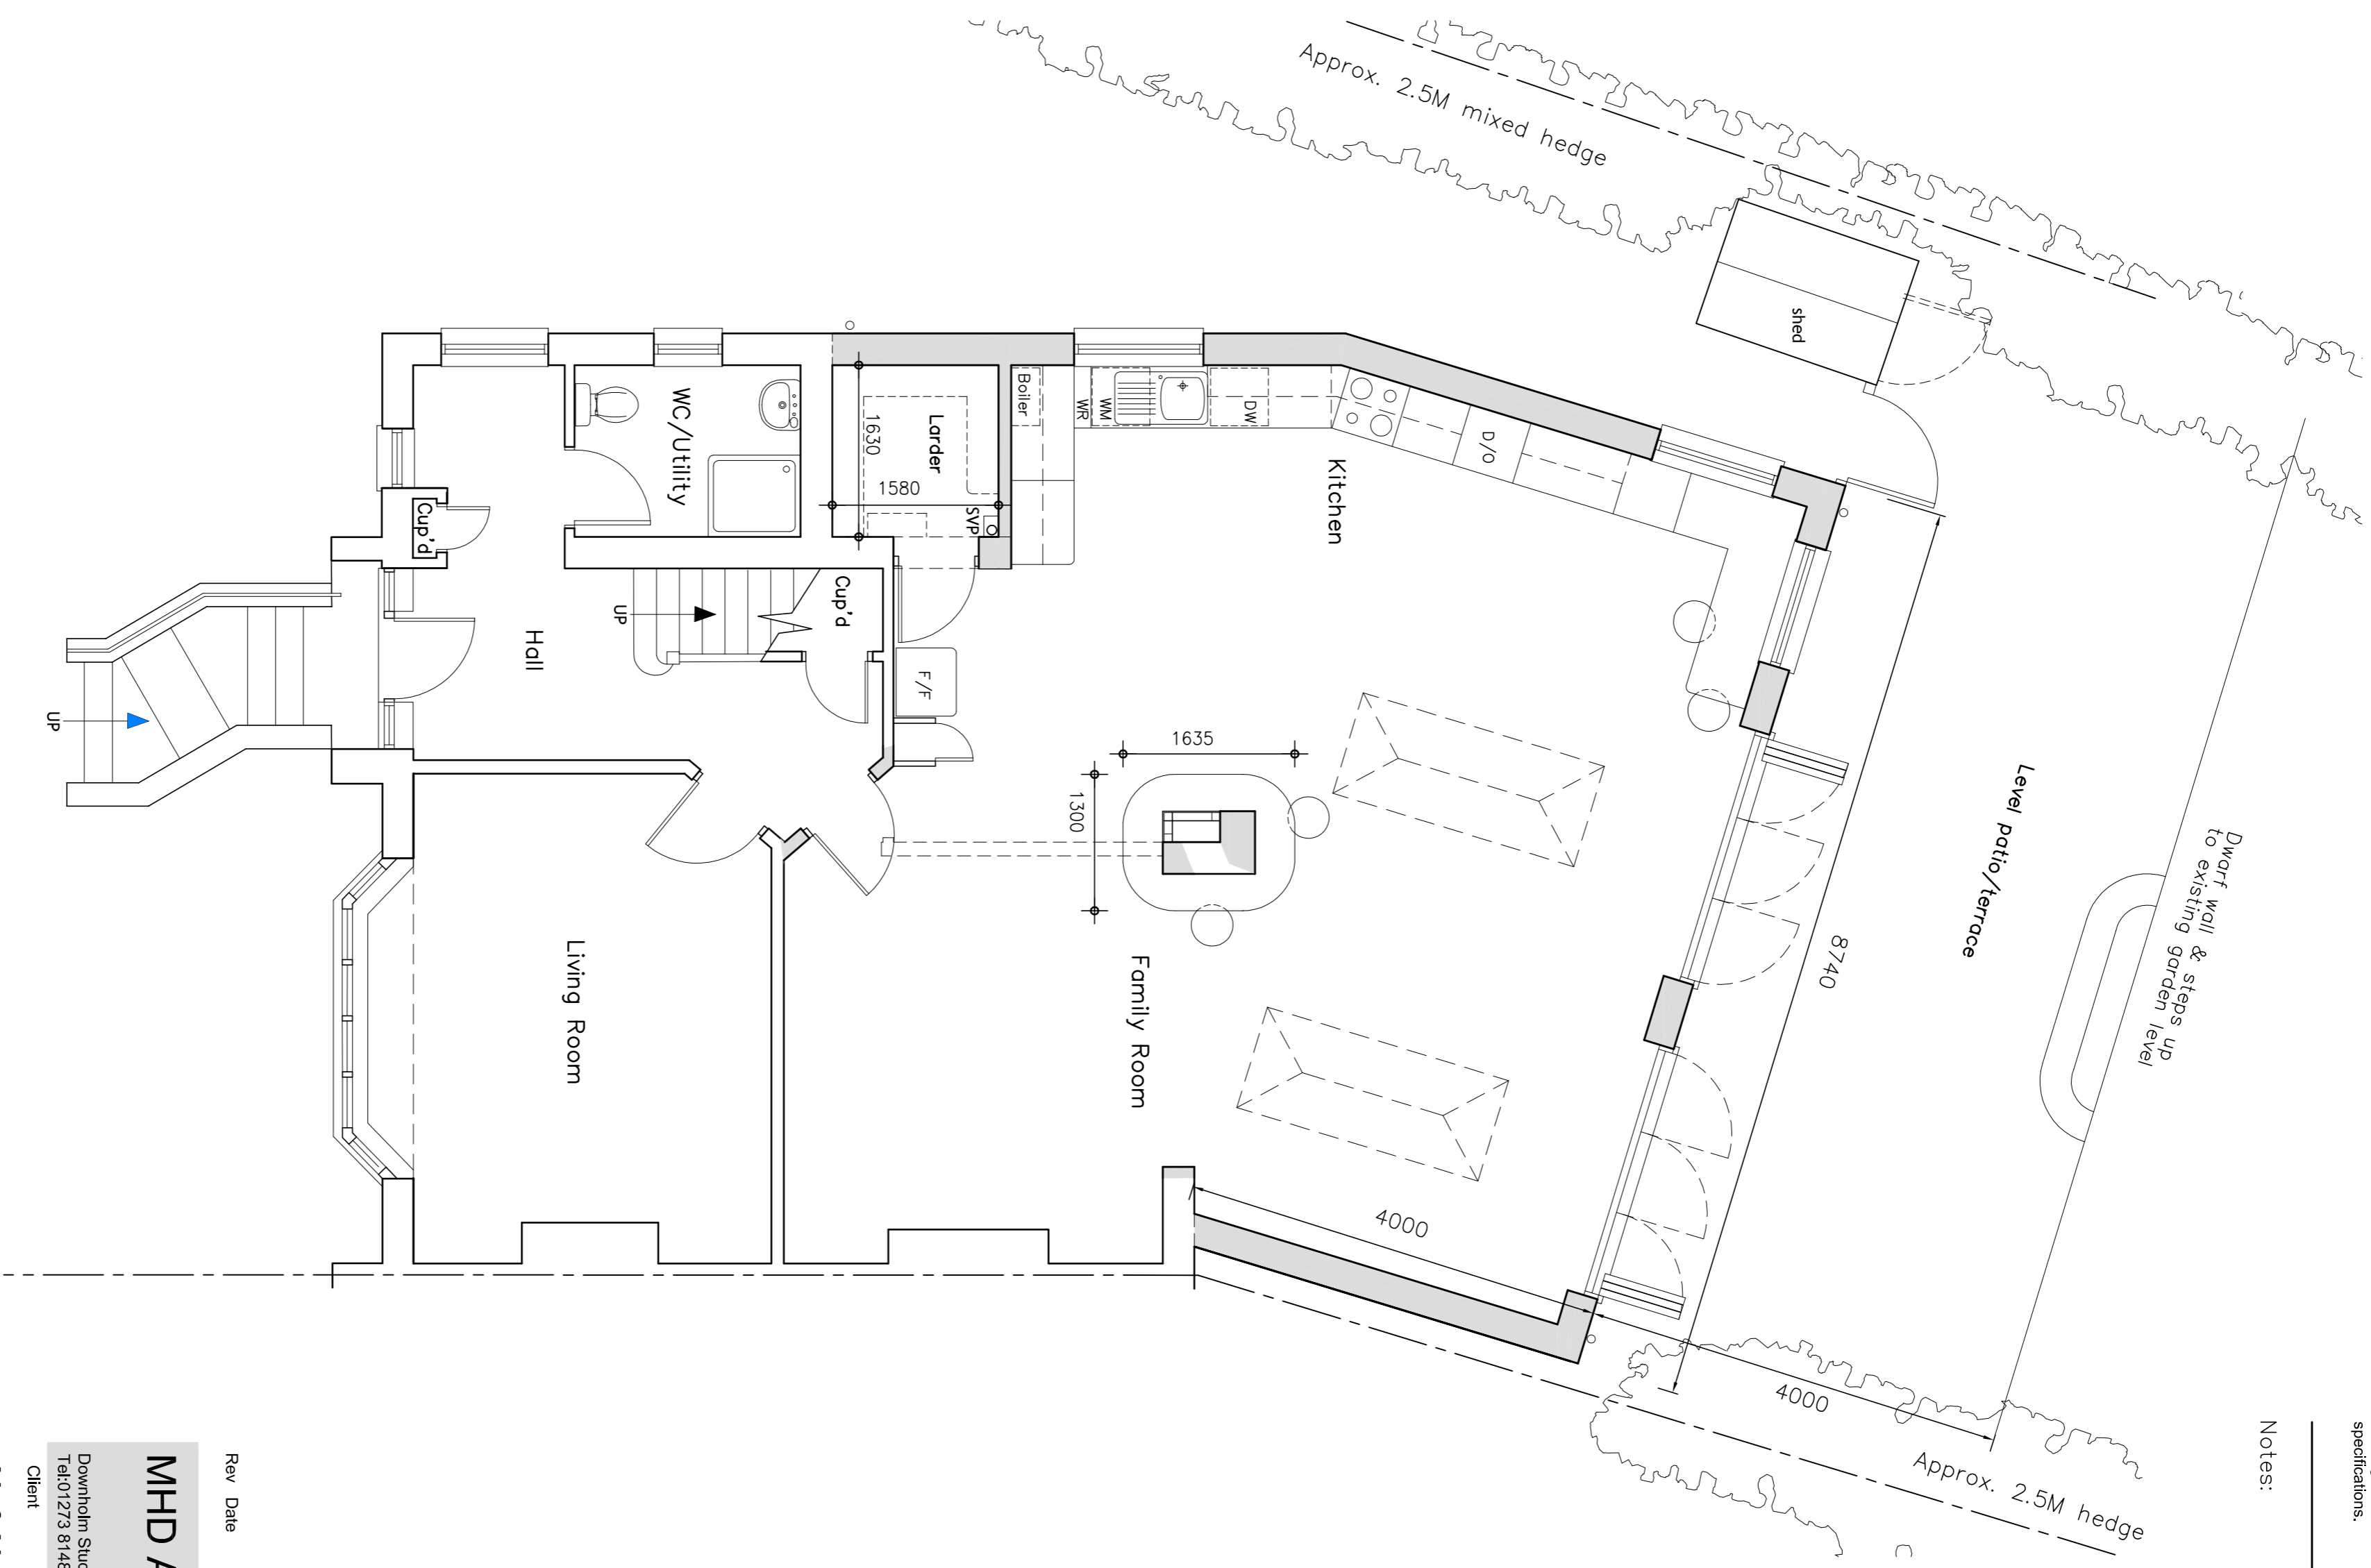 specifications.
Notes:
Approx. 2.5M mixed hedge
shed
Dwarf wall & steps up
to existing garden level
Level patio/terrace
8740
4000
4000
Approx. 2.5M hedge
Kitchen
D/O
DW
WM
WR
Boiler
SVP
Larder
1630
1580
WC/Utility
Cup'd
Cup'd
F/F
UP
Hall
UP
1635
1300
Family Room
Living Room
Rev Date
MHD A
Downholm Stud
Tel:01273 8148
Client